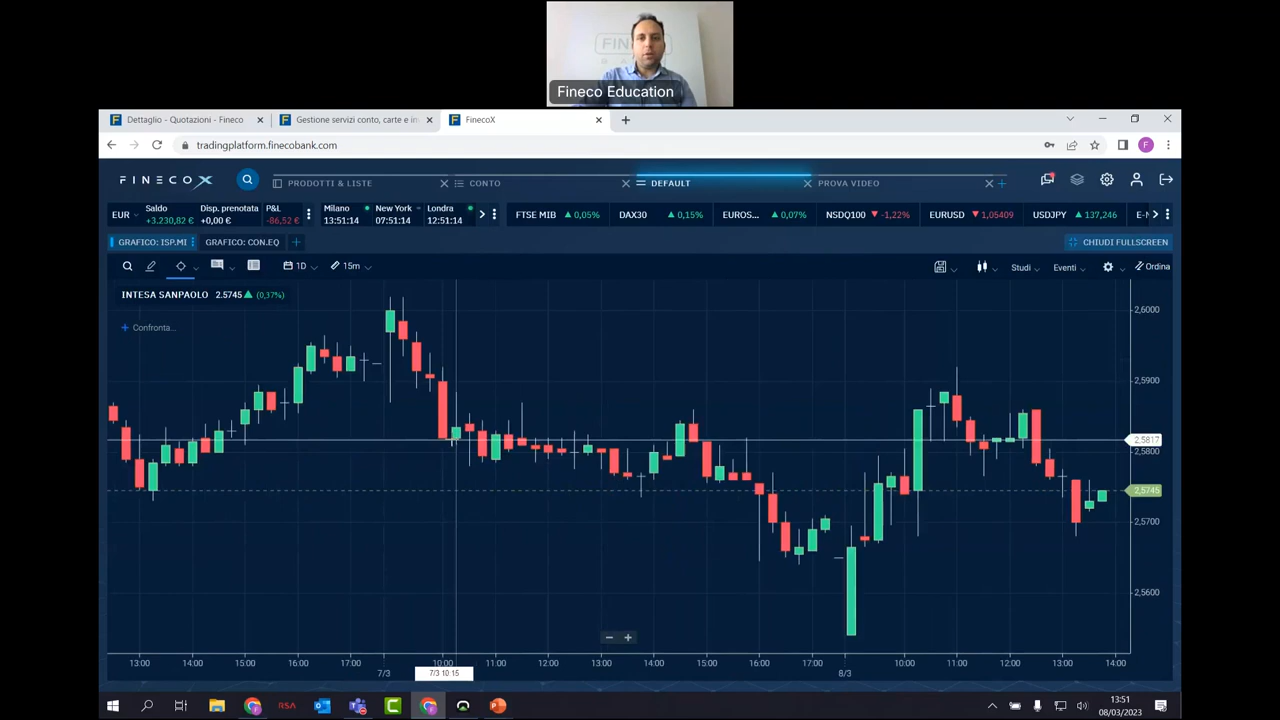 Fineco Education
Dettaglio - Quotazioni - Fineco
Gestione servizi conto, carte e in
FinecoX
tradingplatform.finecobank.com
FINECOX
PRODOTTI & LISTE
CONTO
DEFAULT
PROVA VIDEO
EUR
Saldo
+3.230,82 €
Disp. prenotata
+0,00 €
P&L
-86,52 €
Milano
13:51:14
New York
07:51:14
Londra
12:51:14
FTSE MIB 0,05%
DAX30 0,15%
EUROS... 0,07%
NSDQ100 -1,22%
EURUSD 1,05409
USDJPY 137,246
GRAFICO: ISP.MI
GRAFICO: CON.EQ
CHIUDI FULLSCREEN
1D
15m
Studi
Eventi
Ordina
INTESA SANPAOLO 2.5745 (0,37%)
+ Confronta...
2,6000
2,5900
2,5817
2,5800
2,5745
2,5700
2,5600
13:00 14:00 15:00 16:00 17:00 10:00 11:00 12:00 13:00 14:00 15:00 16:00 17:00 10:00 11:00 12:00 13:00 14:00
7/3 7/3 10:15 8/3
RSA
13:51
08/03/2023